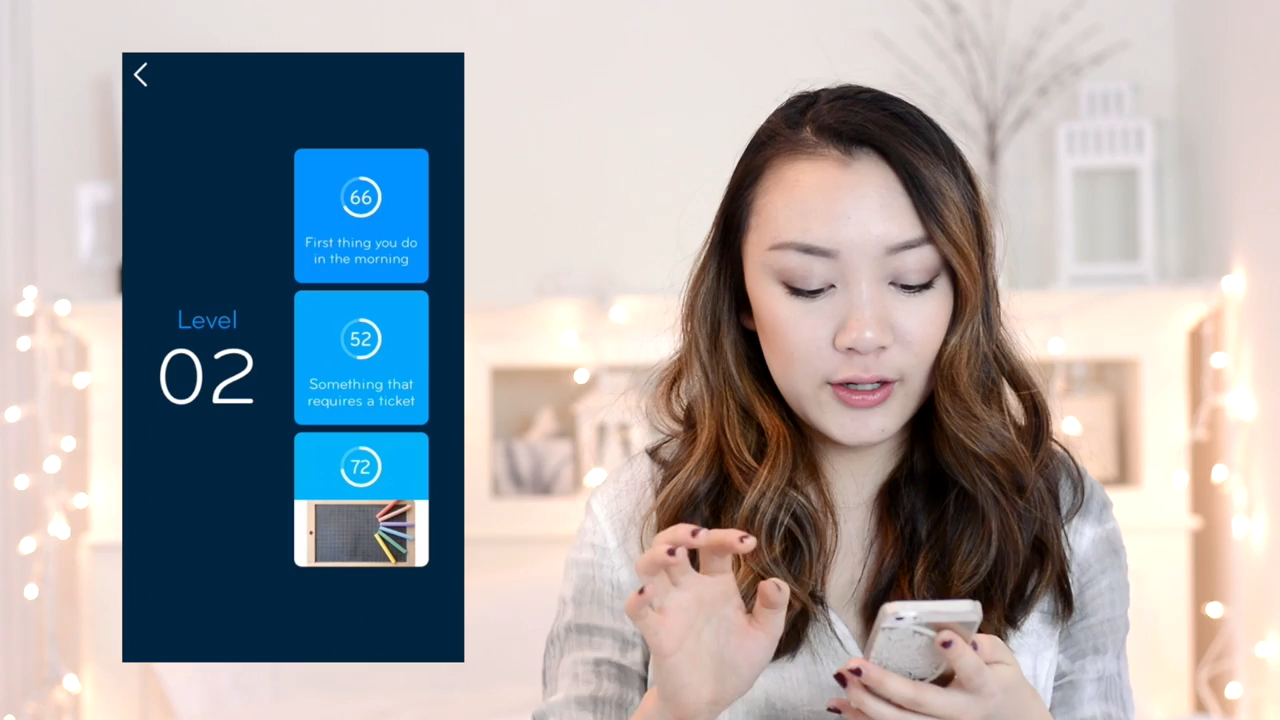 Level
02
66
First thing you do
in the morning
52
Something that
requires a ticket
72